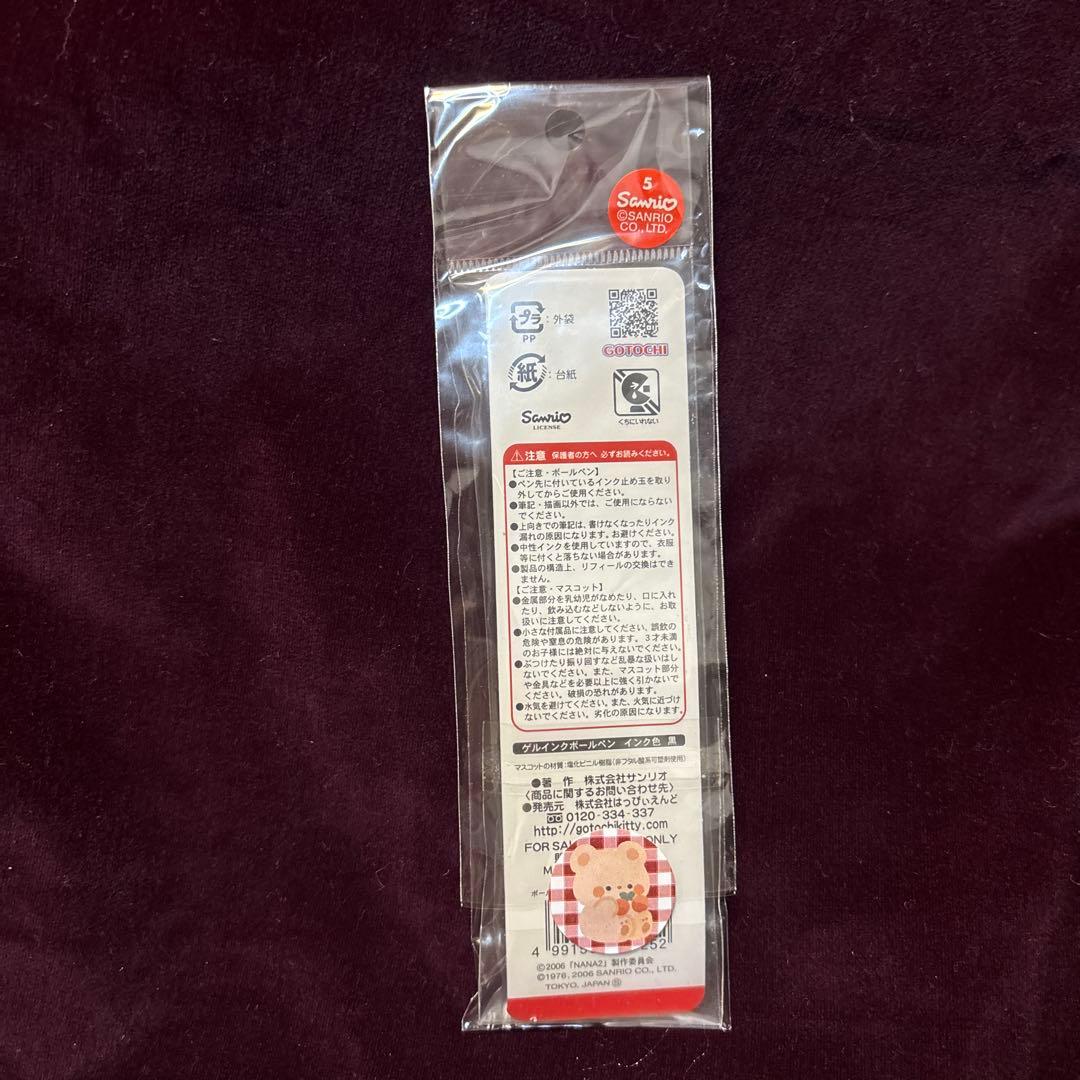 5
Sanrio
©SANRIO
CO.,LTD.
プラ:外袋
PP
GOTOCHI
紙:台紙
Sanrio
LICENSE
くちにいれない
注意 保護者の方へ 必ずお読みください。
【ご注意・ボールペン】
●ペン先に付いているインク止め玉を取り
外してからご使用ください。
●筆記・描画以外では、ご使用にならない
でください。
●上向きでの筆記は、書けなくなったりインク
漏れの原因になります。お避けください。
●中性インクを使用していますので、衣服
等に付くと落ちない場合があります。
●製品の構造上、リフィールの交換はでき
ません。
【ご注意・マスコット】
●金属部分を乳幼児がなめたり、口に入れ
たり、飲み込むなどしないように、お取
扱いに注意してください。
●小さな付属品に注意してください、誤飲の
危険や窒息の危険があります。3才未満
のお子様には絶対に与えないでください。
●ぶつけたり振り回すなど乱暴な扱いはし
ないでください。また、マスコット部分
や金具などを必要以上に強く引かないで
ください。破損の恐れがあります。
●水気を避けてください。また、火気に近づけ
ないでください。劣化の原因になります。
ゲルインクボールペン インク色 黒
マスコットの材質:塩化ビニル樹脂(非フタル酸系可塑剤使用)
●著 作 株式会社サンリオ
〈商品に関するお問い合わせ先〉
●発売元 株式会社はっぴぃえんど
0120-334-337
http://gotochikitty.com
FOR ONLY
M
ボー
4 9915 252
©2006「NANA2」製作委員会
©1976, 2006 SANRIO CO., LTD.
TOKYO, JAPAN Ⓢ